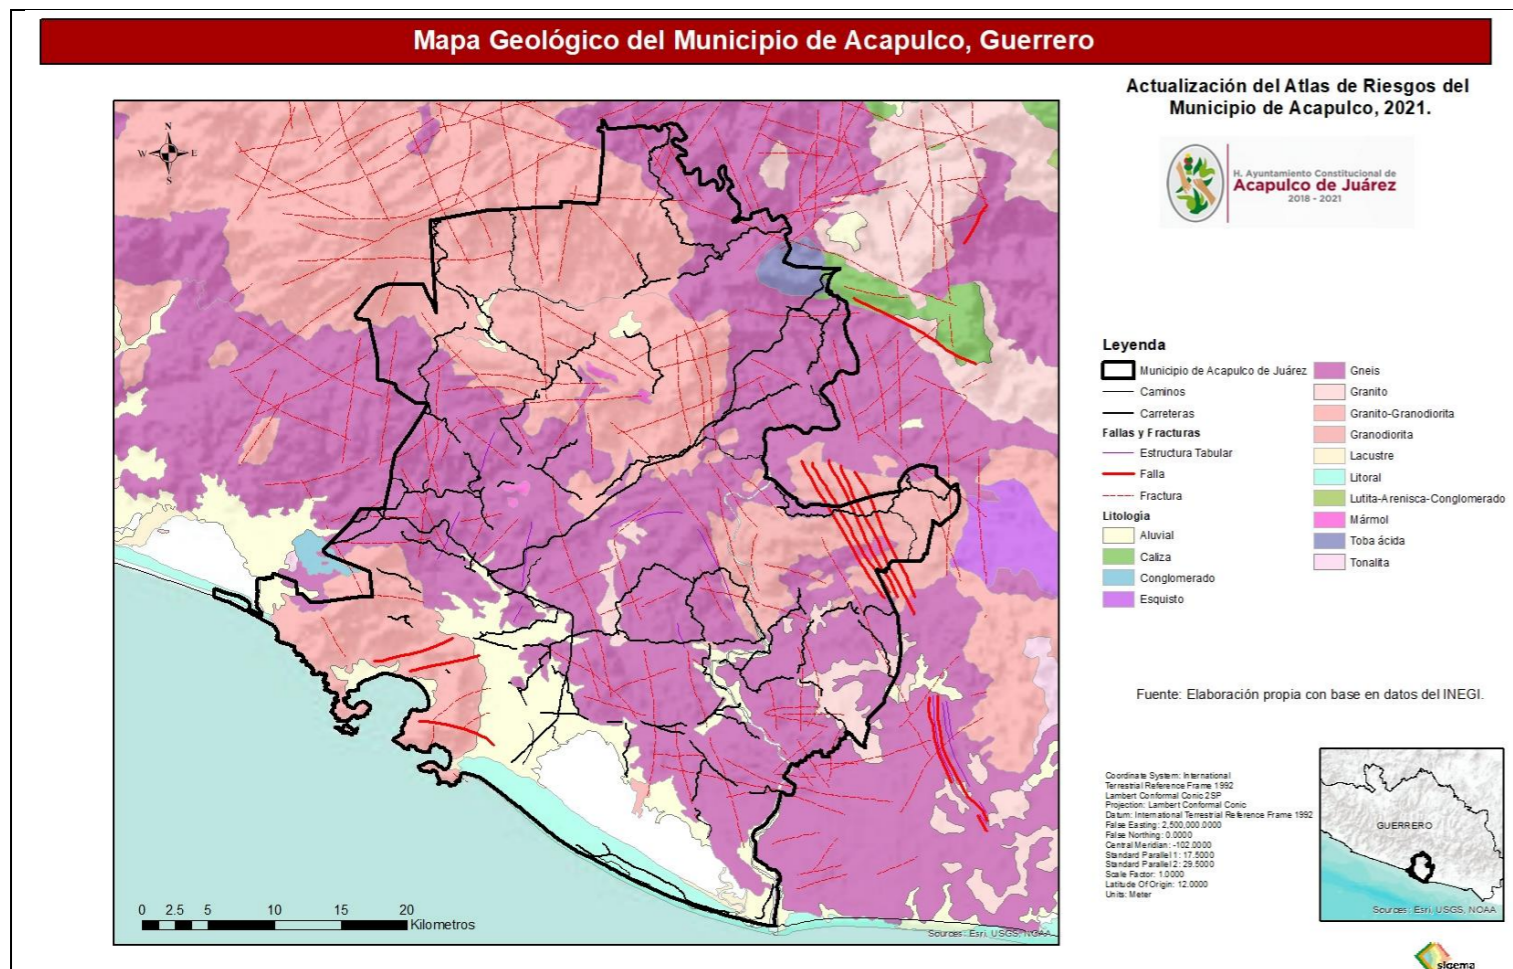 Mapa Geológico del Municipio de Acapulco, Guerrero
Actualización del Atlas de Riesgos del
Municipio de Acapulco, 2021.
H. Ayuntamiento Constitucional de
Acapulco de Juárez
2018 - 2021
N
W
E
S
Leyenda
Municipio de Acapulco de Juárez
Caminos
Carreteras
Fallas y Fracturas
Estructura Tabular
Falla
Fractura
Litología
Aluvial
Caliza
Conglomerado
Esquisto
Gneis
Granito
Granito-Granodiorita
Granodiorita
Lacustre
Litoral
Lutita-Arenisca-Conglomerado
Mármol
Toba ácida
Tonalita
Fuente: Elaboración propia con base en datos del INEGI.
Coordinate System: International
Terrestrial Reference Frame 1992
Lambert Conformal Conic 2SP
Projection: Lambert Conformal Conic
Datum: International Terrestrial Reference Frame 1992
False Easting: 2,500,000.0000
False Northing: 0.0000
Central Meridian: -102.0000
Standard Parallel 1: 17.5000
Standard Parallel 2: 29.5000
Scale Factor: 1.0000
Latitude Of Origin: 12.0000
Units: Meter
GUERRERO
Sources: Esri, USGS, NOAA
0 2.5 5 10 15 20
Kilometros
Sources: Esri, USGS, NOAA
sigema